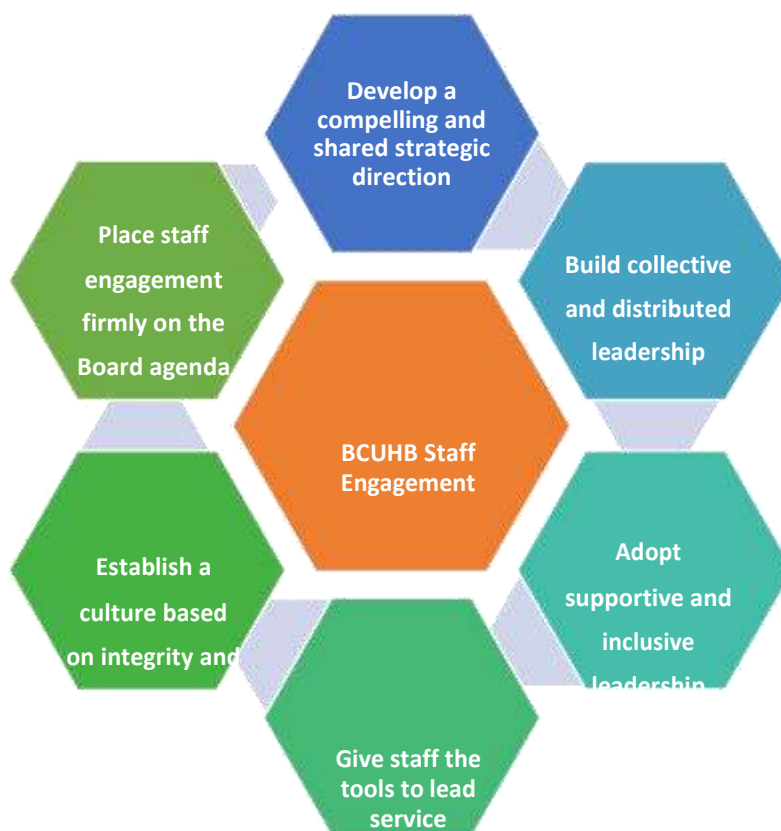 Develop a
compelling and
shared strategic
direction
Build collective
and distributed
leadership
Adopt
supportive and
inclusive
leadership
Give staff the
tools to lead
service
Establish a
culture based
on integrity and
Place staff
engagement
firmly on the
Board agenda
BCUHB Staff
Engagement